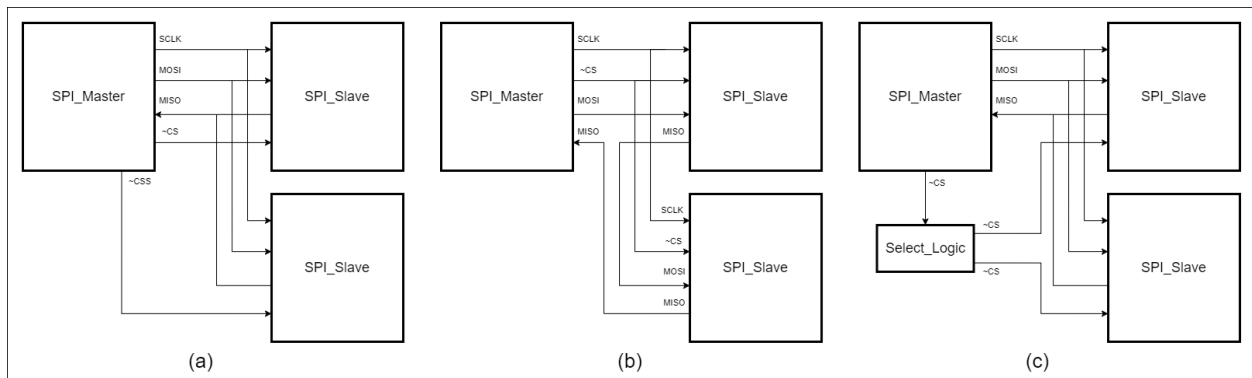 SCLK
MOSI
MISO
~CS
~CSS
SPI_Master
SPI_Slave
SPI_Slave
(a)
SCLK
~CS
MOSI
MISO
MISO
SPI_Master
SPI_Slave
SCLK
~CS
MOSI
MISO
SPI_Slave
(b)
SCLK
MOSI
MISO
SPI_Master
SPI_Slave
~CS
~CS
Select_Logic
~CS
SPI_Slave
(c)